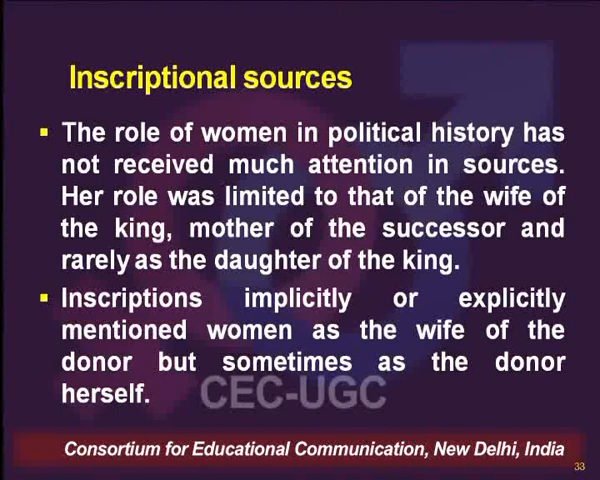 Inscriptional sources
▪ The role of women in political history has
not received much attention in sources.
Her role was limited to that of the wife of
the king, mother of the successor and
rarely as the daughter of the king.
▪ Inscriptions implicitly or explicitly
mentioned women as the wife of the
donor but sometimes as the donor
herself.
CEC-UGC
Consortium for Educational Communication, New Delhi, India
33